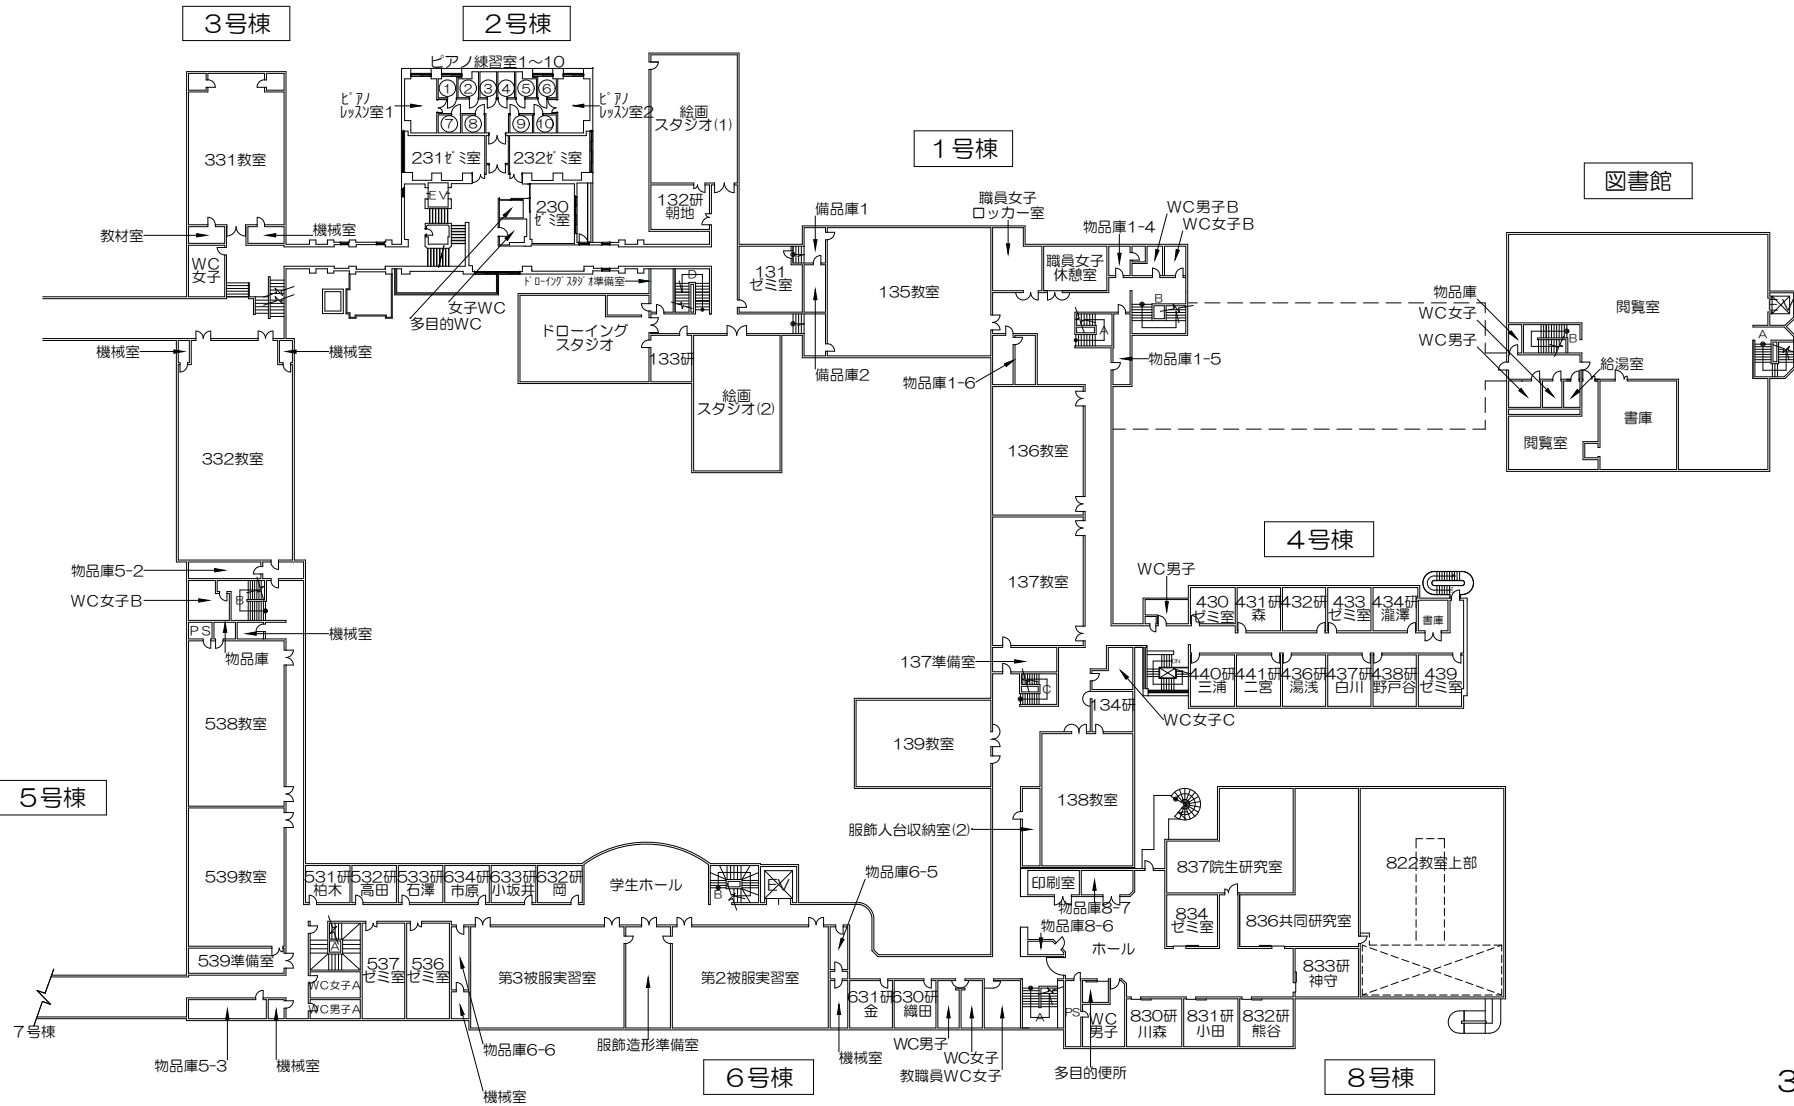 3号棟
2号棟
ピアノ練習室1～10
① ② ③ ④ ⑤ ⑥
⑦ ⑧ ⑨ ⑩
ピアノ
レッスン室1
ピアノ
レッスン室2
331教室
231ゼミ室
232ゼミ室
EV
230
ゼミ室
教材室
機械室
WC
女子
女子WC
多目的WC
絵画
スタジオ(1)
132研
朝地
ドローイングスタジオ準備室
D
ドローイング
スタジオ
133研
絵画
スタジオ(2)
131
ゼミ室
1号棟
備品庫1
備品庫2
135教室
職員女子
ロッカー室
職員女子
休憩室
物品庫1-4
WC男子B
WC女子B
B
A
物品庫1-5
物品庫1-6
図書館
閲覧室
物品庫
WC女子
WC男子
B
A
給湯室
書庫
閲覧室
機械室
機械室
332教室
136教室
137教室
4号棟
WC男子
430
ゼミ室
431研
森
432研
433
ゼミ室
434研
瀧澤
書庫
440研
三浦
441研
二宮
436研
湯浅
437研
白川
438研
野戸谷
439
ゼミ室
物品庫5-2
WC女子B
B
PS
機械室
物品庫
137準備室
C
134研
WC女子C
538教室
139教室
5号棟
138教室
服飾人台収納室(2)
539教室
531研
柏木
532研
高田
533研
石澤
634研
市原
633研
小坂井
632研
岡
学生ホール
B
EV
物品庫6-5
印刷室
物品庫8-7
物品庫8-6
ホール
837院生研究室
822教室上部
834
ゼミ室
836共同研究室
833研
神守
539準備室
A
WC女子A
WC男子A
537
ゼミ室
536
ゼミ室
第3被服実習室
第2被服実習室
631研
金
630研
織田
A
PS
WC
男子
830研
川森
831研
小田
832研
熊谷
7号棟
物品庫5-3
機械室
物品庫6-6
機械室
服飾造形準備室
6号棟
機械室
WC男子
WC女子
教職員WC女子
多目的便所
8号棟
3